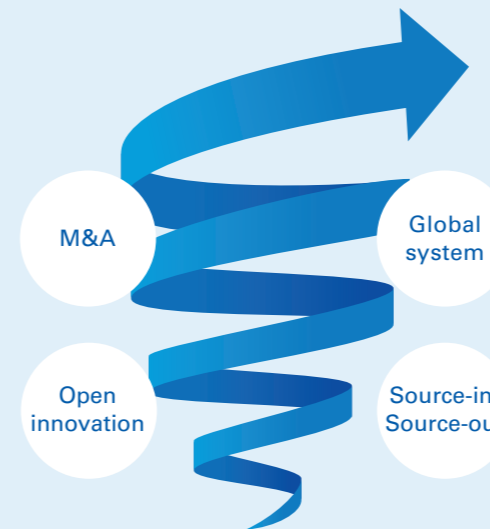 M&A
Global
system
Open
innovation
Source-in
Source-ou